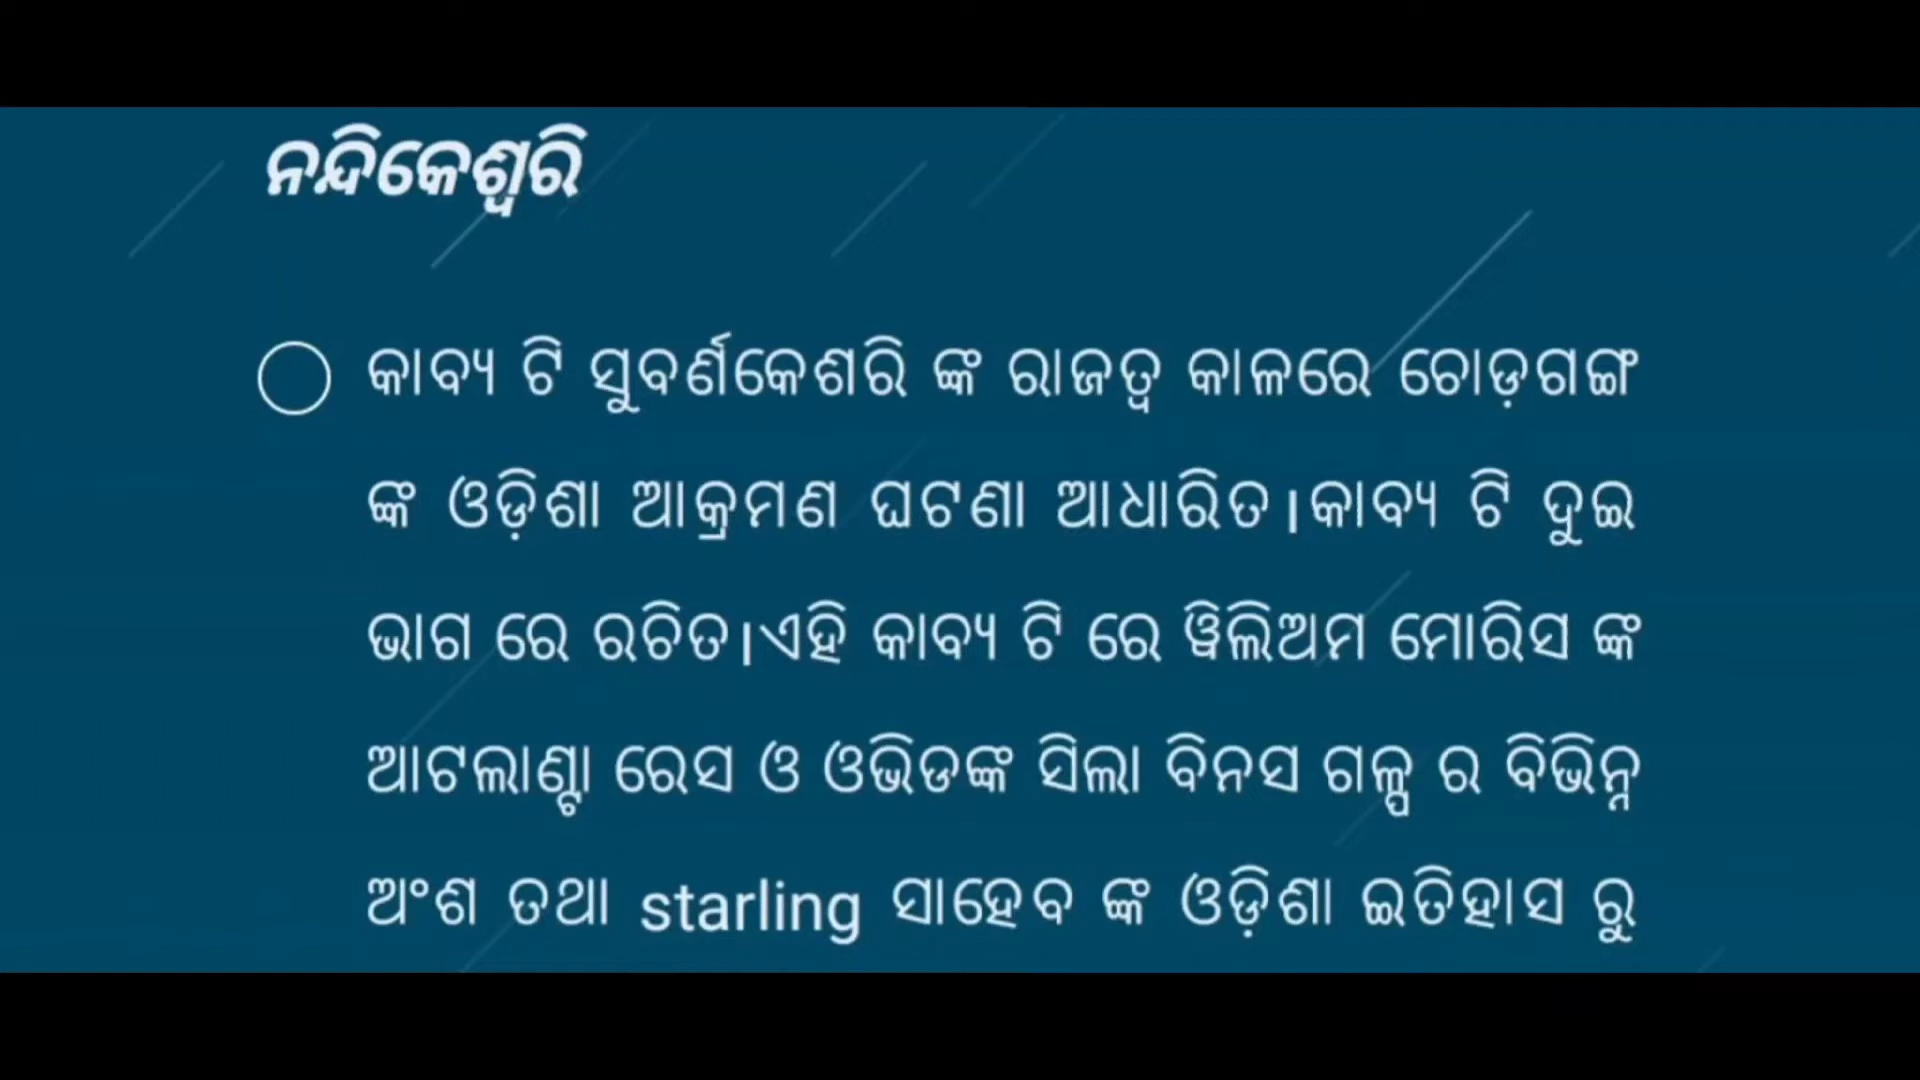 ନନ୍ଦିକେଶ୍ୱରି
କାବ୍ୟ ଟି ସୁବର୍ଣକେଶରି ଙ୍କ ରାଜତ୍ୱ କାଳରେ ଚୋଡ଼ଗଙ୍ଗ
ଙ୍କ ଓଡ଼ିଶା ଆକ୍ରମଣ ଘଟଣା ଆଧାରିତ।କାବ୍ୟ ଟି ଦୁଇ
ଭାଗ ରେ ରଚିତ।ଏହି କାବ୍ୟ ଟି ରେ ୱିଲିଅମ ମୋରିସ ଙ୍କ
ଆଟଲାଣ୍ଟା ରେସ ଓ ଓଭିଡଙ୍କ ସିଲା ବିନସ ଗଳ୍ପ ର ବିଭିନ୍ନ
ଅଂଶ ତଥା starling ସାହେବ ଙ୍କ ଓଡ଼ିଶା ଇତିହାସ ରୁ